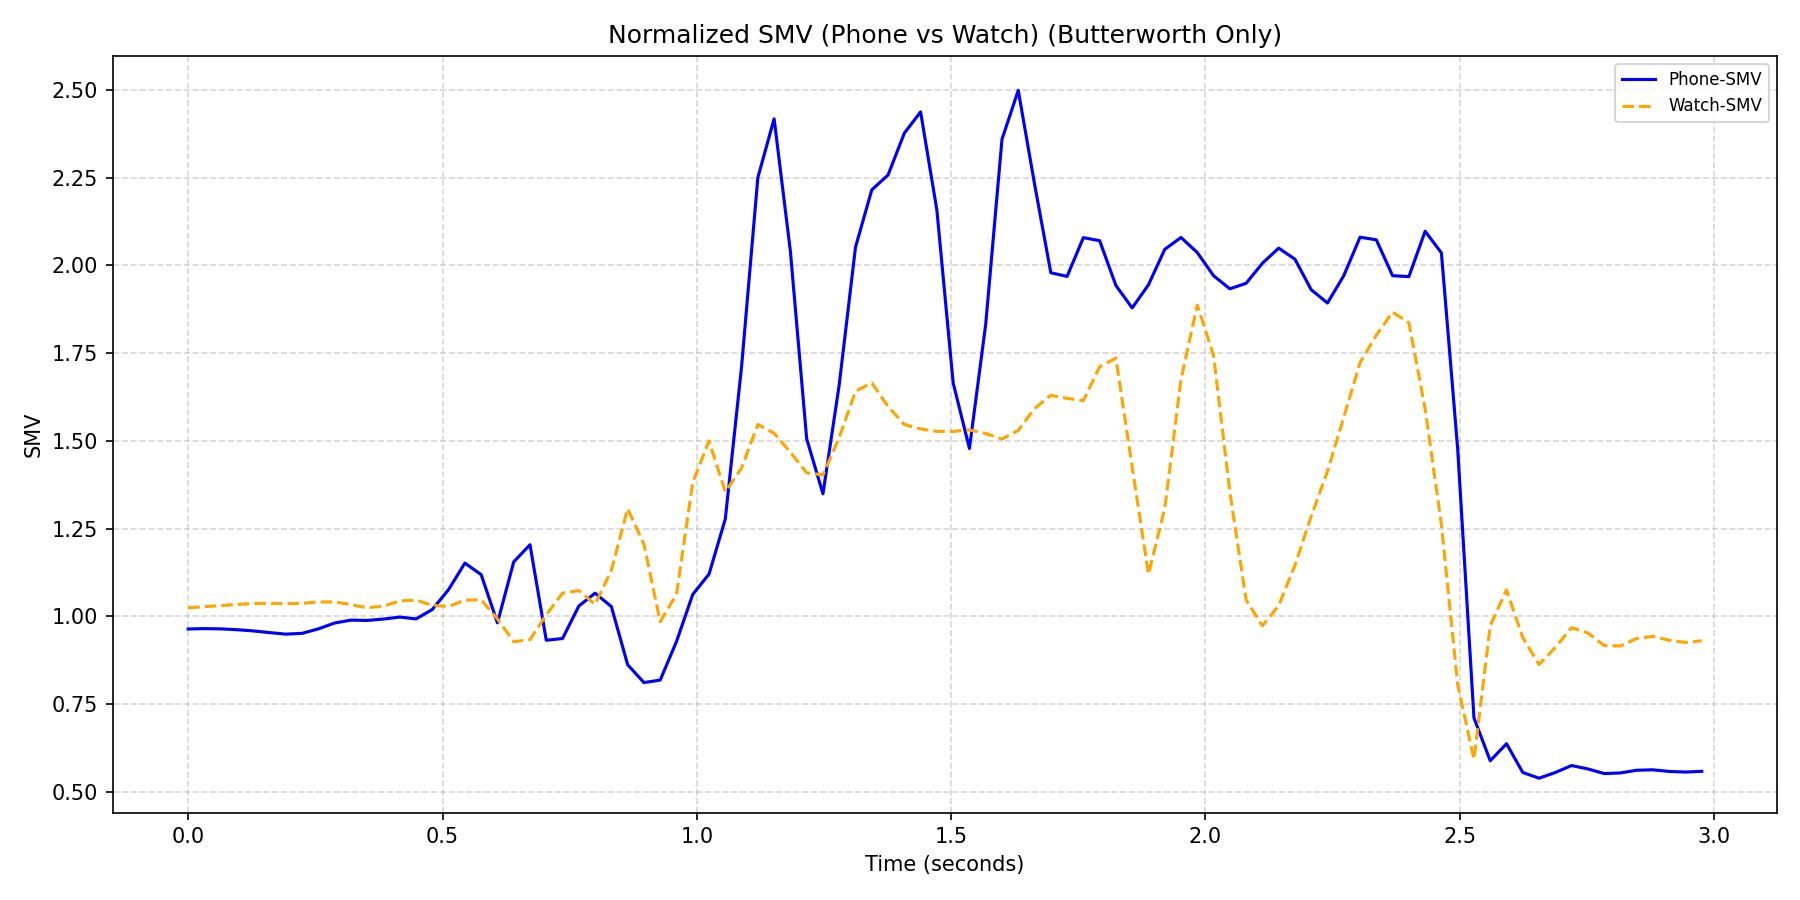 Normalized SMV (Phone vs Watch) (Butterworth Only)
Phone-SMV
Watch-SMV
SMV
2.50
2.25
2.00
1.75
1.50
1.25
1.00
0.75
0.50
0.0 0.5 1.0 1.5 2.0 2.5 3.0
Time (seconds)